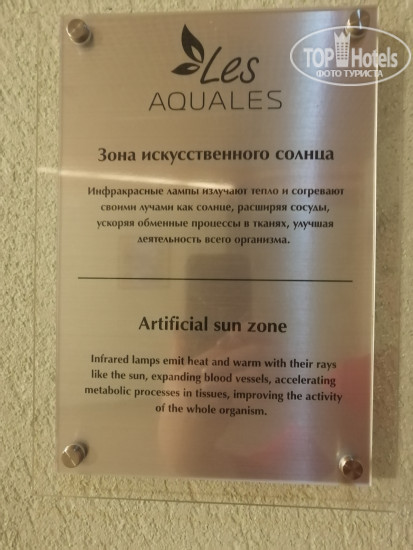 TOP Hotels
ФОТО ТУРИСТА
Les
AQUALES
Зона искусственного солнца
Инфракрасные лампы излучают тепло и согревают
своими лучами как солнце, расширяя сосуды,
ускоряя обменные процессы в тканях, улучшая
деятельность всего организма.
Artificial sun zone
Infrared lamps emit heat and warm with their rays
like the sun, expanding blood vessels, accelerating
metabolic processes in tissues, improving the activity
of the whole organism.